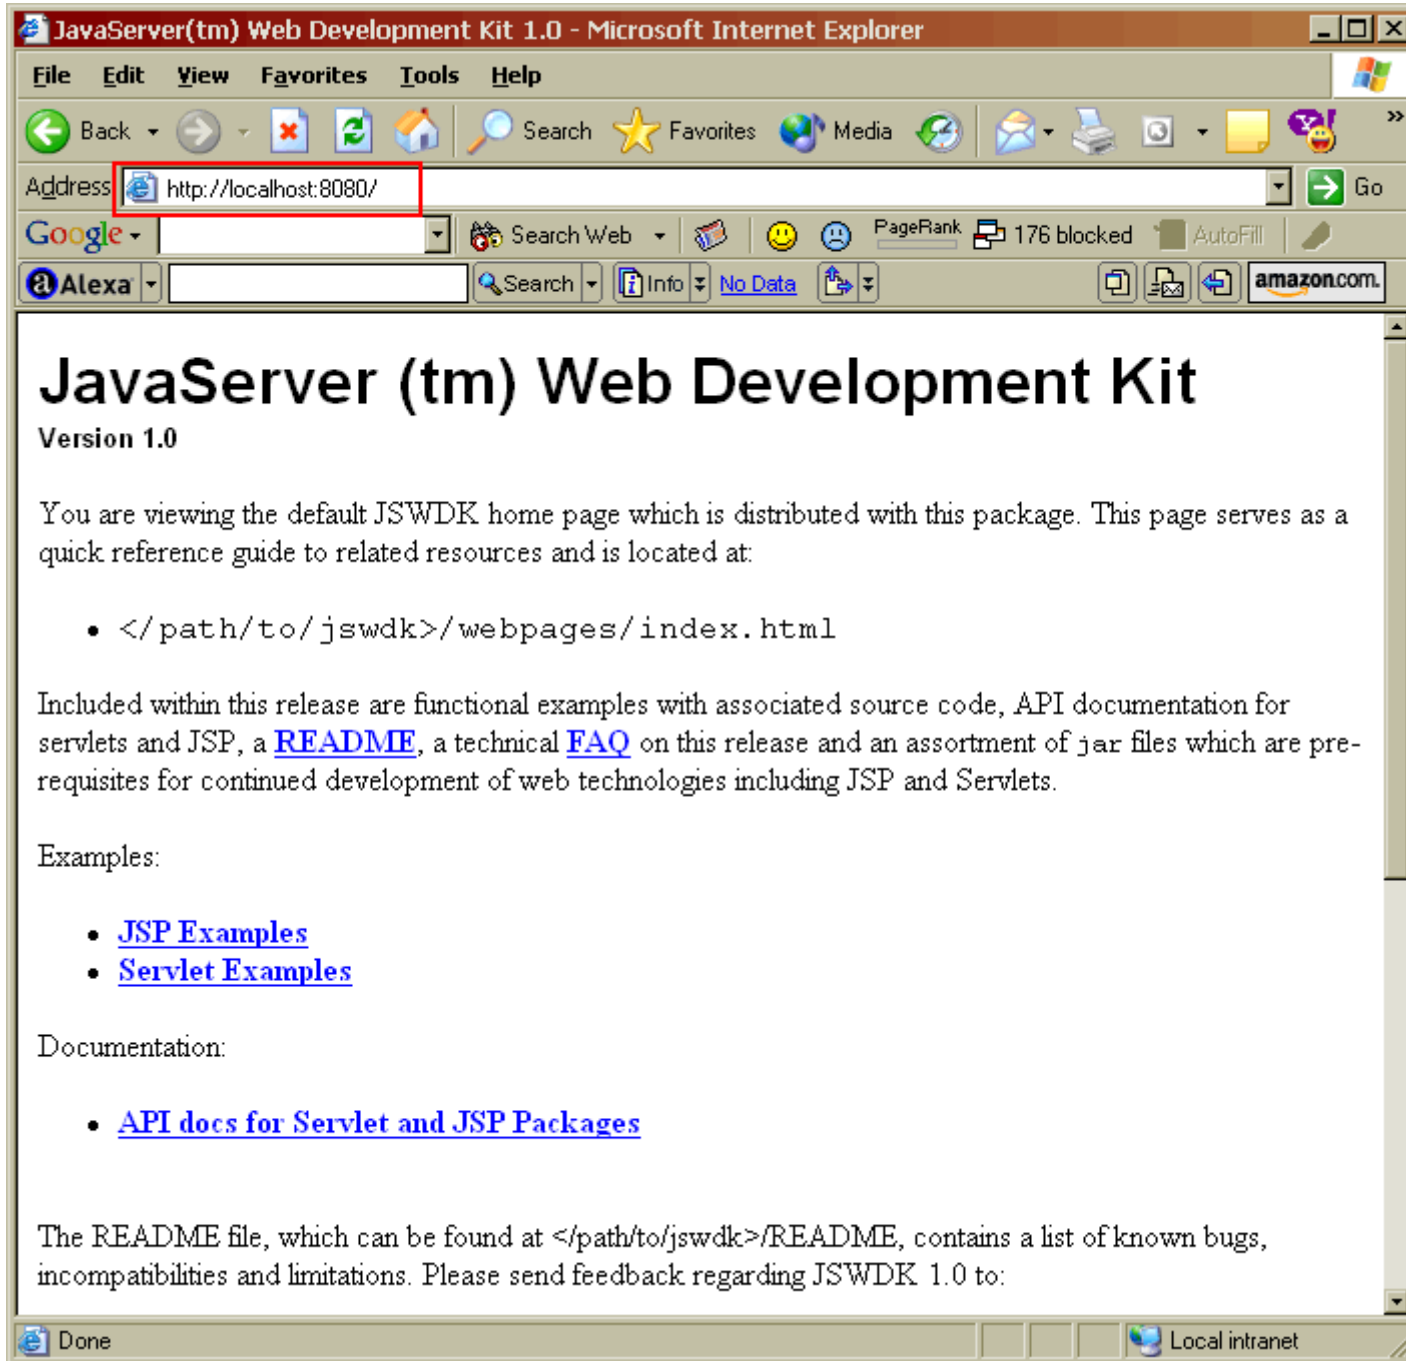 JavaServer(tm) Web Development Kit 1.0 - Microsoft Internet Explorer
File Edit View Favorites Tools Help
Back Search Favorites Media »
Address http://localhost:8080/ Go
Google Search Web PageRank 176 blocked AutoFill
Alexa Search Info No Data amazon.com.
JavaServer (tm) Web Development Kit
Version 1.0
You are viewing the default JSWDK home page which is distributed with this package. This page serves as a
quick reference guide to related resources and is located at:
• </path/to/jswdk>/webpages/index.html
Included within this release are functional examples with associated source code, API documentation for
servlets and JSP, a README, a technical FAQ on this release and an assortment of jar files which are pre-
requisites for continued development of web technologies including JSP and Servlets.
Examples:
• JSP Examples
• Servlet Examples
Documentation:
• API docs for Servlet and JSP Packages
The README file, which can be found at </path/to/jswdk>/README, contains a list of known bugs,
incompatibilities and limitations. Please send feedback regarding JSWDK 1.0 to:
Done Local intranet